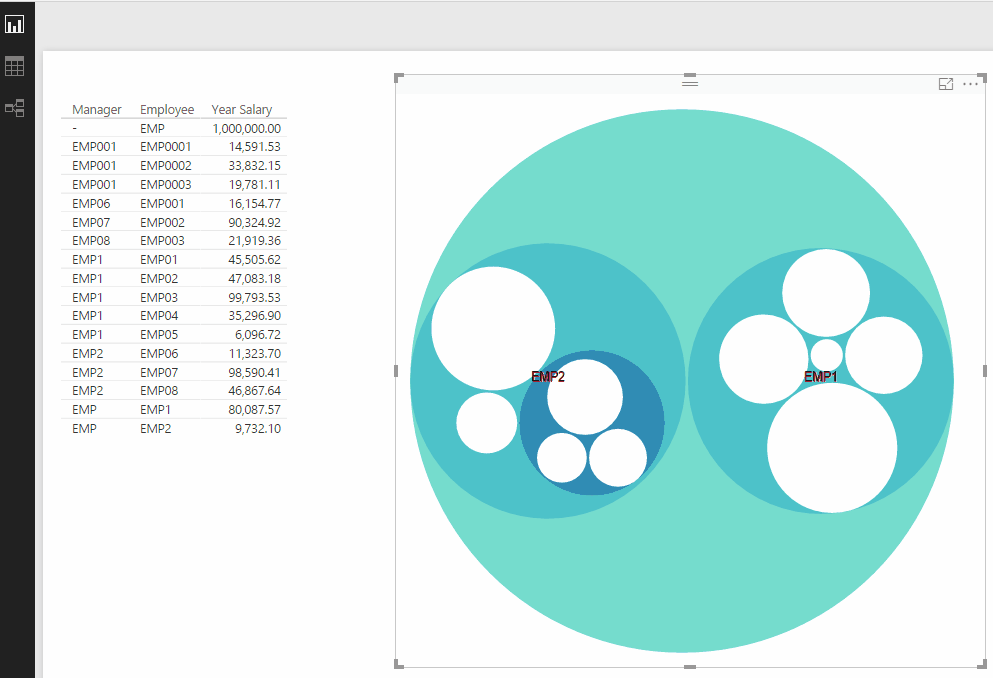 Manager Employee Year Salary
- EMP 1,000,000.00
EMP001 EMP0001 14,591.53
EMP001 EMP0002 33,832.15
EMP001 EMP0003 19,781.11
EMP06 EMP001 16,154.77
EMP07 EMP002 90,324.92
EMP08 EMP003 21,919.36
EMP1 EMP01 45,505.62
EMP1 EMP02 47,083.18
EMP1 EMP03 99,793.53
EMP1 EMP04 35,296.90
EMP1 EMP05 6,096.72
EMP2 EMP06 11,323.70
EMP2 EMP07 98,590.41
EMP2 EMP08 46,867.64
EMP EMP1 80,087.57
EMP EMP2 9,732.10
EMP2 EMP1